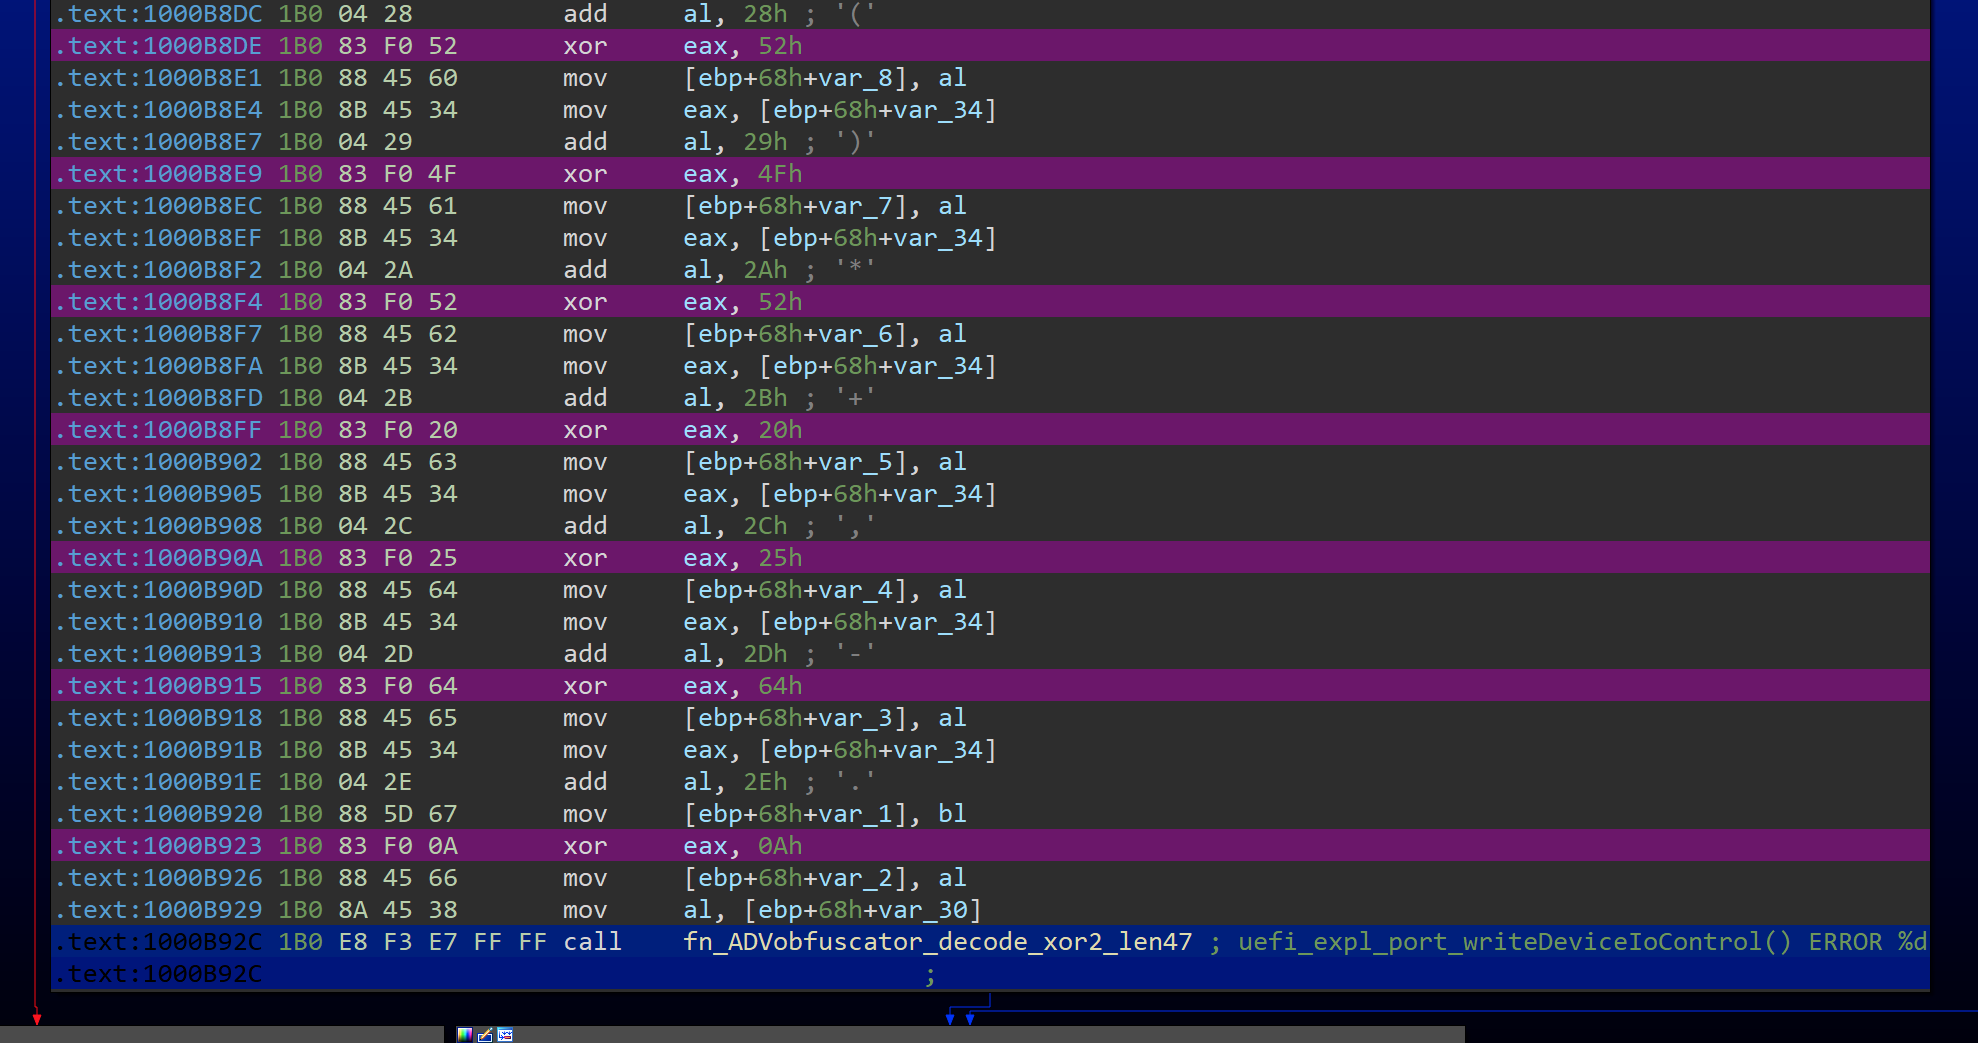 .text:1000B8DC 1B0 04 28 add al, 28h ; '('
.text:1000B8DE 1B0 83 F0 52 xor eax, 52h
.text:1000B8E1 1B0 88 45 60 mov [ebp+68h+var_8], al
.text:1000B8E4 1B0 8B 45 34 mov eax, [ebp+68h+var_34]
.text:1000B8E7 1B0 04 29 add al, 29h ; ')'
.text:1000B8E9 1B0 83 F0 4F xor eax, 4Fh
.text:1000B8EC 1B0 88 45 61 mov [ebp+68h+var_7], al
.text:1000B8EF 1B0 8B 45 34 mov eax, [ebp+68h+var_34]
.text:1000B8F2 1B0 04 2A add al, 2Ah ; '*'
.text:1000B8F4 1B0 83 F0 52 xor eax, 52h
.text:1000B8F7 1B0 88 45 62 mov [ebp+68h+var_6], al
.text:1000B8FA 1B0 8B 45 34 mov eax, [ebp+68h+var_34]
.text:1000B8FD 1B0 04 2B add al, 2Bh ; '+'
.text:1000B8FF 1B0 83 F0 20 xor eax, 20h
.text:1000B902 1B0 88 45 63 mov [ebp+68h+var_5], al
.text:1000B905 1B0 8B 45 34 mov eax, [ebp+68h+var_34]
.text:1000B908 1B0 04 2C add al, 2Ch ; ','
.text:1000B90A 1B0 83 F0 25 xor eax, 25h
.text:1000B90D 1B0 88 45 64 mov [ebp+68h+var_4], al
.text:1000B910 1B0 8B 45 34 mov eax, [ebp+68h+var_34]
.text:1000B913 1B0 04 2D add al, 2Dh ; '-'
.text:1000B915 1B0 83 F0 64 xor eax, 64h
.text:1000B918 1B0 88 45 65 mov [ebp+68h+var_3], al
.text:1000B91B 1B0 8B 45 34 mov eax, [ebp+68h+var_34]
.text:1000B91E 1B0 04 2E add al, 2Eh ; '.'
.text:1000B920 1B0 88 5D 67 mov [ebp+68h+var_1], bl
.text:1000B923 1B0 83 F0 0A xor eax, 0Ah
.text:1000B926 1B0 88 45 66 mov [ebp+68h+var_2], al
.text:1000B929 1B0 8A 45 38 mov al, [ebp+68h+var_30]
.text:1000B92C 1B0 E8 F3 E7 FF FF call fn_ADVobfuscator_decode_xor2_len47 ; uefi_expl_port_writeDeviceIoControl() ERROR %d
.text:1000B92C ;